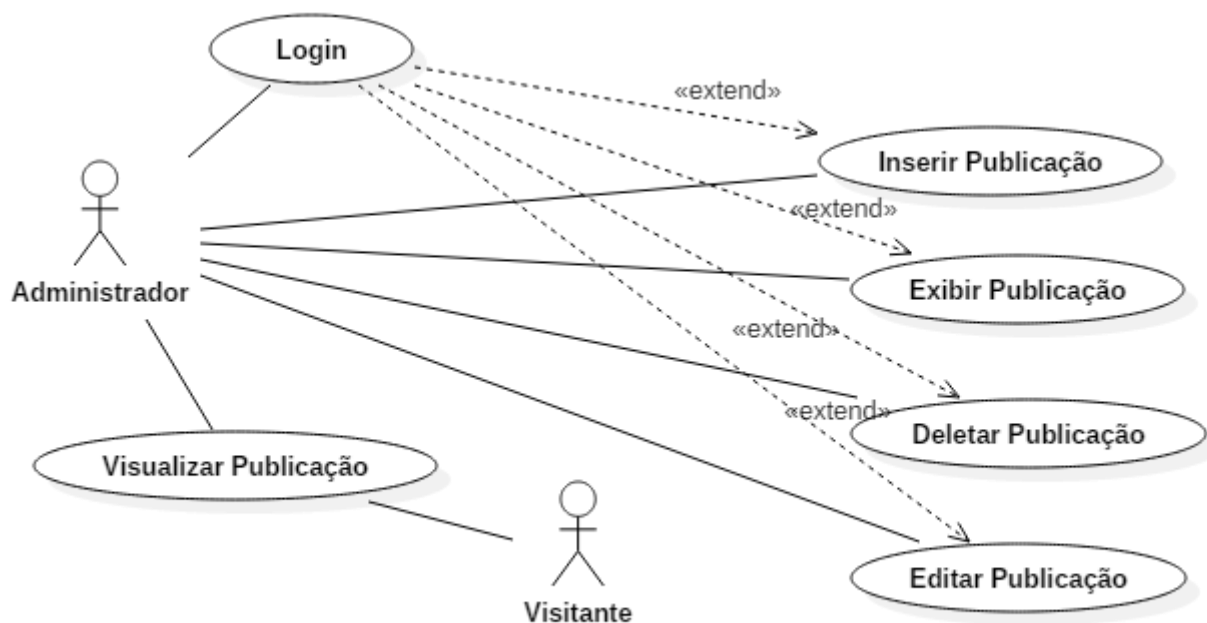 Login
«extend»
Inserir Publicação
«extend»
Administrador
Exibir Publicação
«extend»
«extend»
Deletar Publicação
Visualizar Publicação
Editar Publicação
Visitante